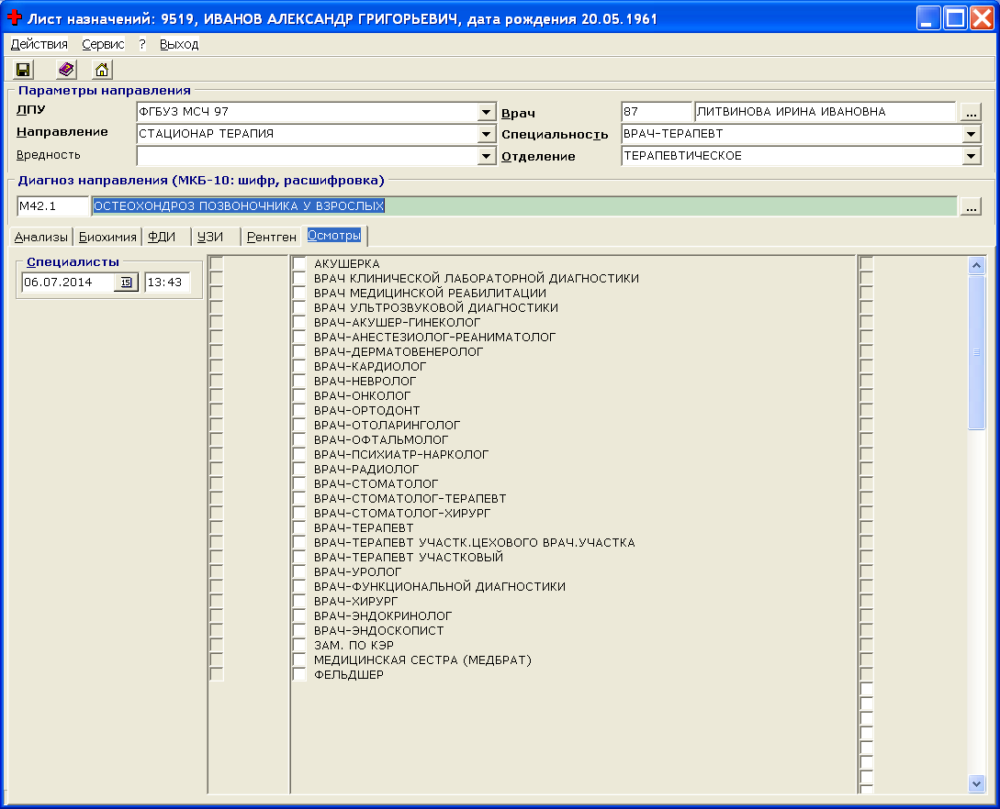 Лист назначений: 9519, ИВАНОВ АЛЕКСАНДР ГРИГОРЬЕВИЧ, дата рождения 20.05.1961
Действия Сервис ? Выход
Параметры направления
ЛПУ ФГБУЗ МСЧ 97 Врач 87 ЛИТВИНОВА ИРИНА ИВАНОВНА ...
Направление СТАЦИОНАР ТЕРАПИЯ Специальность ВРАЧ-ТЕРАПЕВТ
Вредность Отделение ТЕРАПЕВТИЧЕСКОЕ
Диагноз направления (МКБ-10: шифр, расшифровка)
М42.1 ОСТЕОХОНДРОЗ ПОЗВОНОЧНИКА У ВЗРОСЛЫХ ...
Анализы Биохимия ФДИ УЗИ Рентген Осмотры
Специалисты
06.07.2014 15 13:43
АКУШЕРКА
ВРАЧ КЛИНИЧЕСКОЙ ЛАБОРАТОРНОЙ ДИАГНОСТИКИ
ВРАЧ МЕДИЦИНСКОЙ РЕАБИЛИТАЦИИ
ВРАЧ УЛЬТРОЗВУКОВОЙ ДИАГНОСТИКИ
ВРАЧ-АКУШЕР-ГИНЕКОЛОГ
ВРАЧ-АНЕСТЕЗИОЛОГ-РЕАНИМАТОЛОГ
ВРАЧ-ДЕРМАТОВЕНЕРОЛОГ
ВРАЧ-КАРДИОЛОГ
ВРАЧ-НЕВРОЛОГ
ВРАЧ-ОНКОЛОГ
ВРАЧ-ОРТОДОНТ
ВРАЧ-ОТОЛАРИНГОЛОГ
ВРАЧ-ОФТАЛЬМОЛОГ
ВРАЧ-ПСИХИАТР-НАРКОЛОГ
ВРАЧ-РАДИОЛОГ
ВРАЧ-СТОМАТОЛОГ
ВРАЧ-СТОМАТОЛОГ-ТЕРАПЕВТ
ВРАЧ-СТОМАТОЛОГ-ХИРУРГ
ВРАЧ-ТЕРАПЕВТ
ВРАЧ-ТЕРАПЕВТ УЧАСТК.ЦЕХОВОГО ВРАЧ.УЧАСТКА
ВРАЧ-ТЕРАПЕВТ УЧАСТКОВЫЙ
ВРАЧ-УРОЛОГ
ВРАЧ-ФУНКЦИОНАЛЬНОЙ ДИАГНОСТИКИ
ВРАЧ-ХИРУРГ
ВРАЧ-ЭНДОКРИНОЛОГ
ВРАЧ-ЭНДОСКОПИСТ
ЗАМ. ПО КЭР
МЕДИЦИНСКАЯ СЕСТРА (МЕДБРАТ)
ФЕЛЬДШЕР